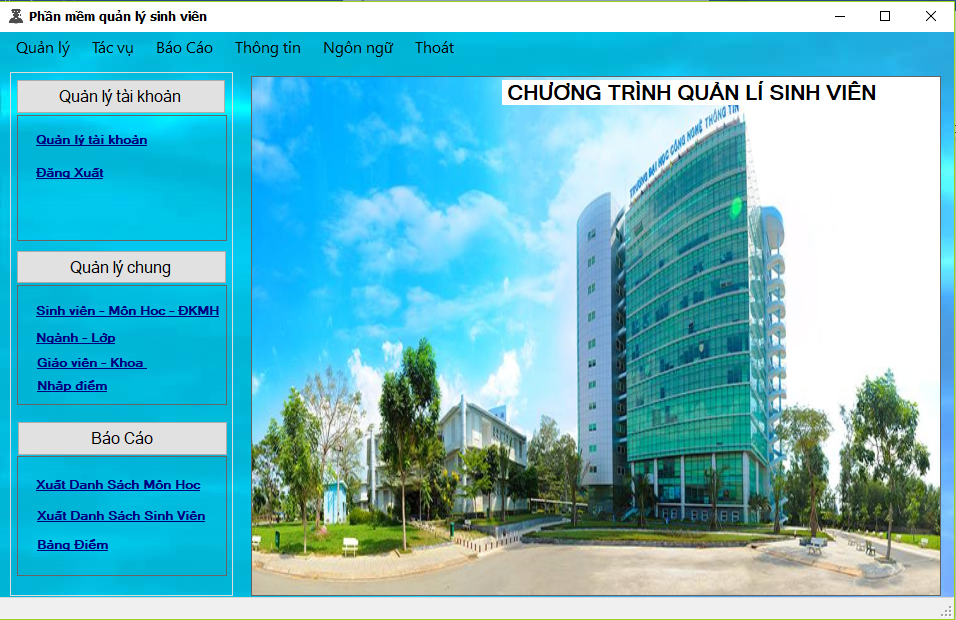 Phần mềm quản lý sinh viên
Quản lý Tác vụ Báo Cáo Thông tin Ngôn ngữ Thoát
Quản lý tài khoản
Quản lý tài khoản
Đăng Xuất
Quản lý chung
Sinh viên - Môn Học - ĐKMH
Ngành - Lớp
Giáo viên - Khoa
Nhập điểm
Báo Cáo
Xuất Danh Sách Môn Học
Xuất Danh Sách Sinh Viên
Bảng Điểm
CHƯƠNG TRÌNH QUẢN LÍ SINH VIÊN
TRƯỜNG ĐẠI HỌC CÔNG NGHỆ THÔNG TIN